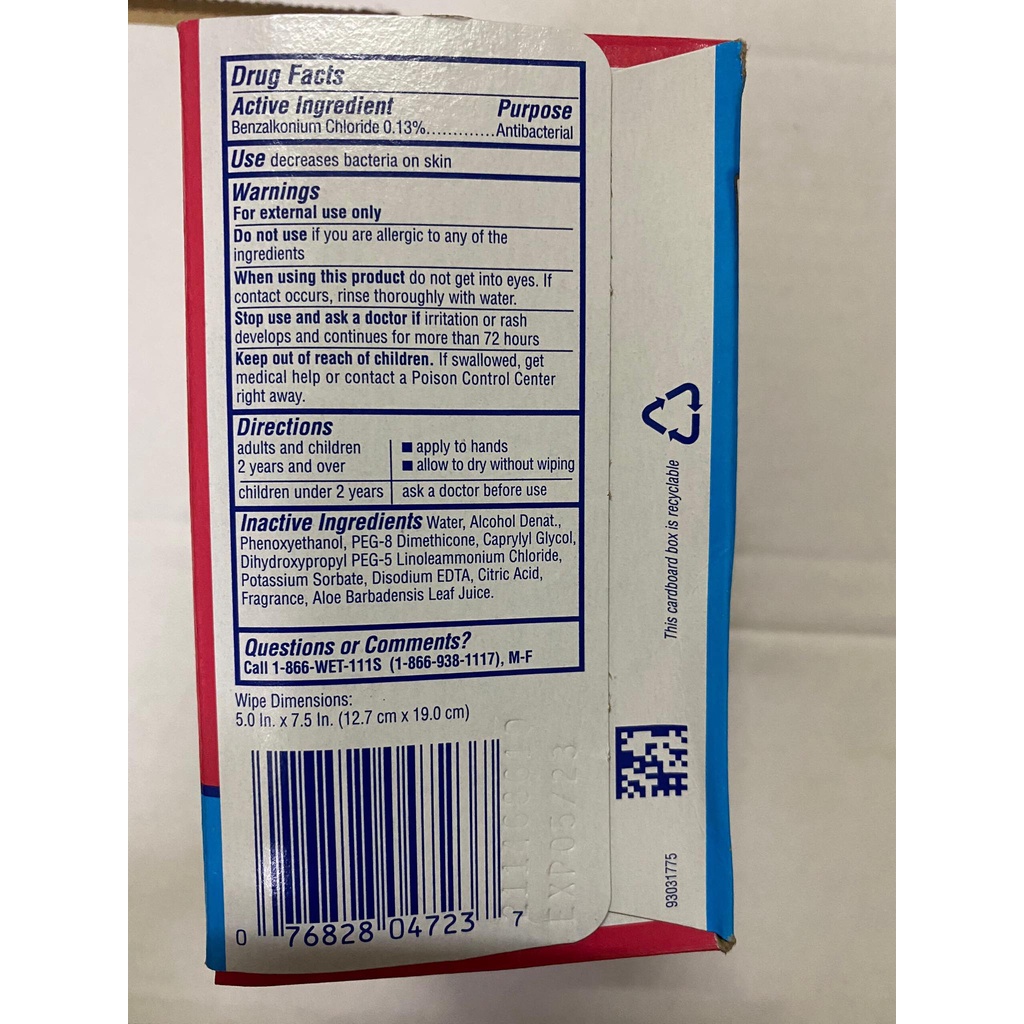 Drug Facts
Active Ingredient Purpose
Benzalkonium Chloride 0.13%.............Antibacterial
Use decreases bacteria on skin
Warnings
For external use only
Do not use if you are allergic to any of the
ingredients
When using this product do not get into eyes. If
contact occurs, rinse thoroughly with water.
Stop use and ask a doctor if irritation or rash
develops and continues for more than 72 hours
Keep out of reach of children. If swallowed, get
medical help or contact a Poison Control Center
right away.
Directions
adults and children ■ apply to hands
2 years and over ■ allow to dry without wiping
children under 2 years ask a doctor before use
Inactive Ingredients Water, Alcohol Denat.,
Phenoxyethanol, PEG-8 Dimethicone, Caprylyl Glycol,
Dihydroxypropyl PEG-5 Linoleammonium Chloride,
Potassium Sorbate, Disodium EDTA, Citric Acid,
Fragrance, Aloe Barbadensis Leaf Juice.
Questions or Comments?
Call 1-866-WET-111S (1-866-938-1117), M-F
Wipe Dimensions:
5.0 In. x 7.5 In. (12.7 cm x 19.0 cm)
0 76828 04723 7
EXP 05/23
This cardboard box is recyclable
93031775